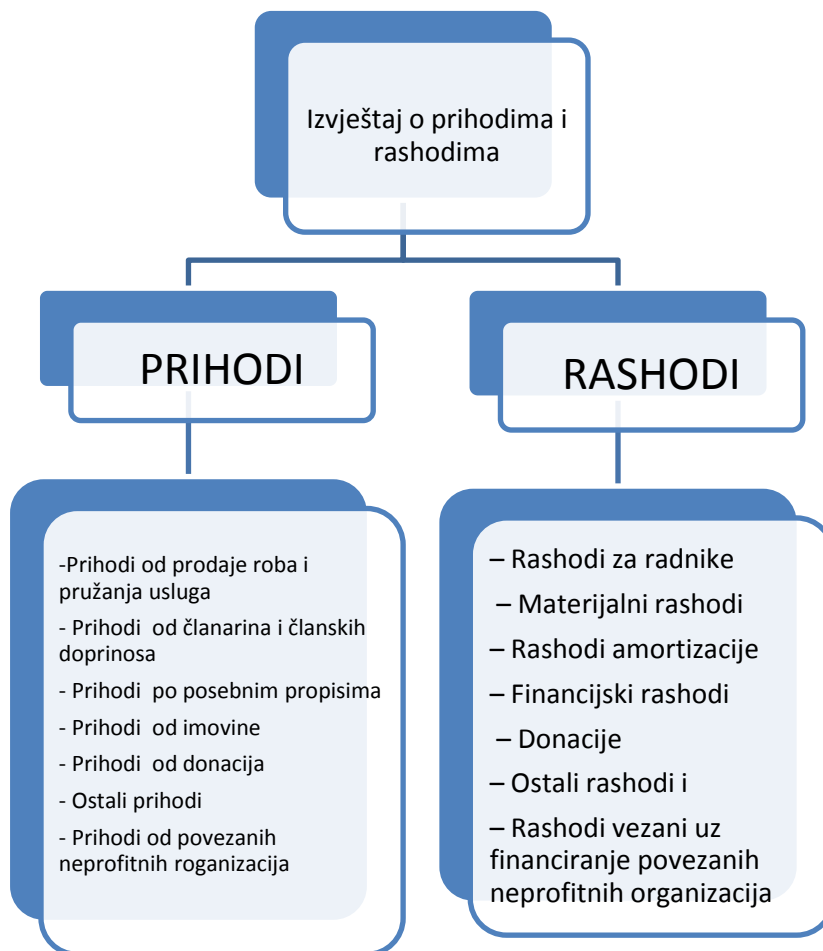 Izvještaj o prihodima i
rashodima
PRIHODI
RASHODI
-Prihodi od prodaje roba i
pružanja usluga
- Prihodi  od članarina i članskih
doprinosa
- Prihodi  po posebnim propisima
- Prihodi  od imovine
- Prihodi  od donacija
- Ostali prihodi
- Prihodi od povezanih
neprofitnih roganizacija
– Rashodi za radnike
– Materijalni rashodi
– Rashodi amortizacije
– Financijski rashodi
– Donacije
– Ostali rashodi i
– Rashodi vezani uz
financiranje povezanih
neprofitnih organizacija